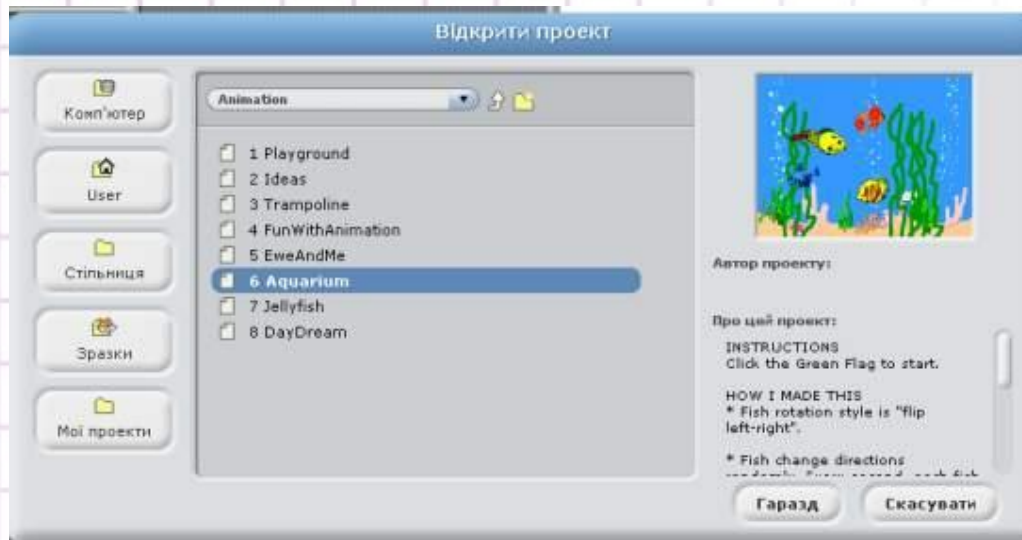 Відкрити проект
Комп'ютер
User
Стільниця
Зразки
Мої проекти
Animation
1 Playground
2 Ideas
3 Trampoline
4 FunWithAnimation
5 EweAndMe
6 Aquarium
7 Jellyfish
8 DayDream
Автор проекту:
Про цей проект:
INSTRUCTIONS
Click the Green Flag to start.
HOW I MADE THIS
* Fish rotation style is "flip
left-right".
* Fish change directions
Гаразд
Скасувати